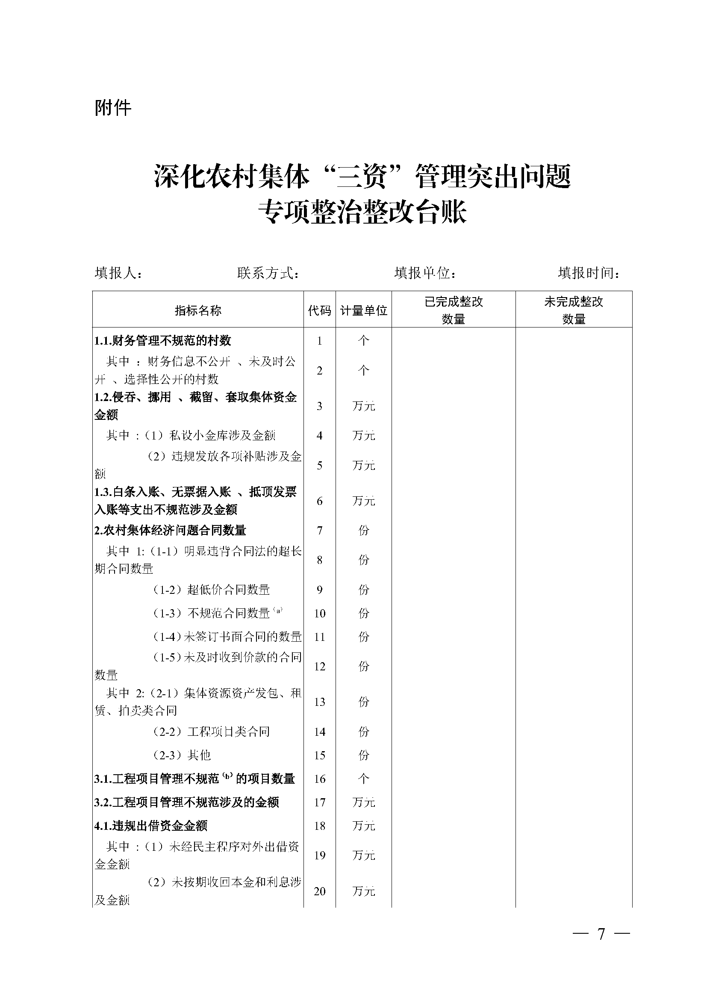 附件
深化农村集体“三资”管理突出问题
专项整治整改台账
填报人： 联系方式： 填报单位： 填报时间：
指标名称 代码 计量单位 已完成整改数量 未完成整改数量
1.1.财务管理不规范的村数 1 个
其中 ：财务信息不公开 、未及时公
开 、选择性公开的村数 2 个
1.2.侵吞、挪用 、截留、套取集体资金
金额 3 万元
其中 :（1）私设小金库涉及金额 4 万元
（2）违规发放各项补贴涉及金
额 5 万元
1.3.白条入账、无票据入账 、抵顶发票
入账等支出不规范涉及金额 6 万元
2.农村集体经济问题合同数量 7 份
其中 1:（1-1）明显违背合同法的超长
期合同数量 8 份
（1-2）超低价合同数量 9 份
（1-3）不规范合同数量（a） 10 份
（1-4）未签订书面合同的数量 11 份
（1-5）未及时收到价款的合同
数量 12 份
其中 2:（2-1）集体资源资产发包、租
赁、拍卖类合同 13 份
（2-2）工程项目类合同 14 份
（2-3）其他 15 份
3.1.工程项目管理不规范（b）的项目数量 16 个
3.2.工程项目管理不规范涉及的金额 17 万元
4.1.违规出借资金金额 18 万元
其中 :（1）未经民主程序对外出借资
金金额 19 万元
（2）未按期收回本金和利息涉
及金额 20 万元
— 7 —